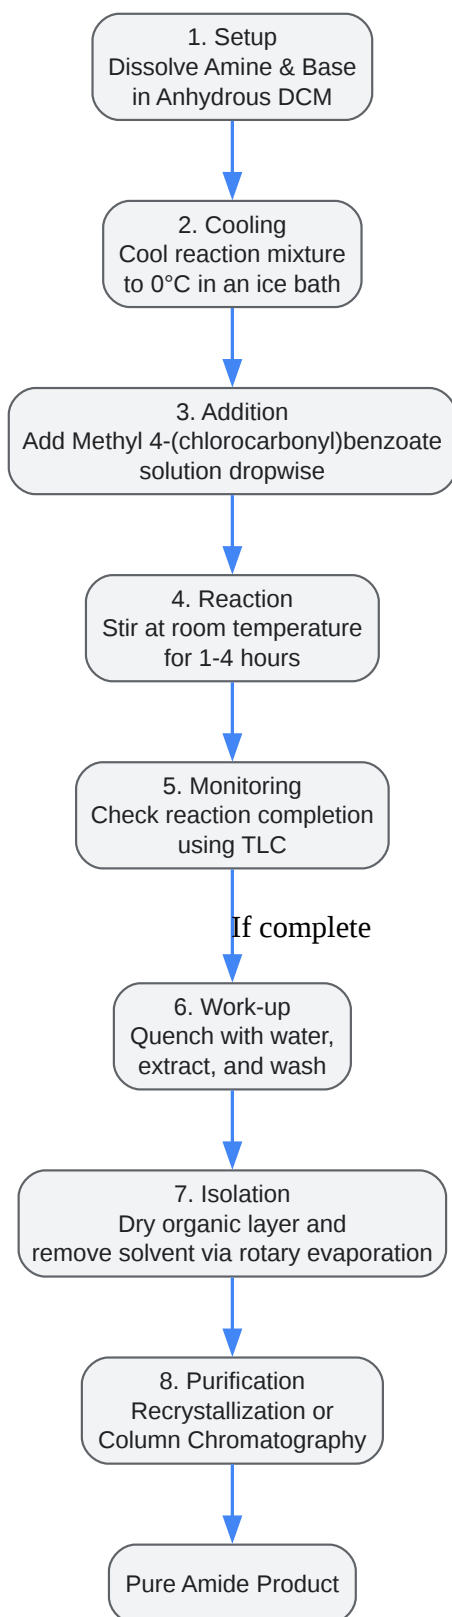 1. Setup
Dissolve Amine & Base
in Anhydrous DCM
2. Cooling
Cool reaction mixture
to 0°C in an ice bath
3. Addition
Add Methyl 4-(chlorocarbonyl)benzoate
solution dropwise
4. Reaction
Stir at room temperature
for 1-4 hours
5. Monitoring
Check reaction completion
using TLC
If complete
6. Work-up
Quench with water,
extract, and wash
7. Isolation
Dry organic layer and
remove solvent via rotary evaporation
8. Purification
Recrystallization or
Column Chromatography
Pure Amide Product